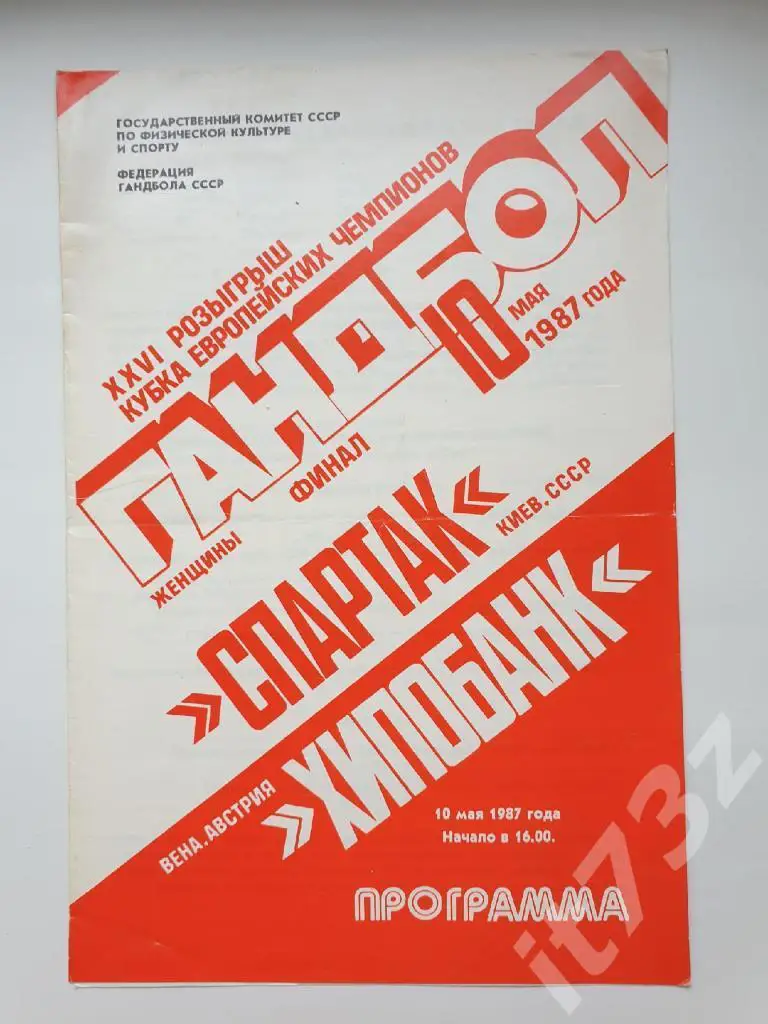 ГОСУДАРСТВЕННЫЙ КОМИТЕТ СССР
ПО ФИЗИЧЕСКОЙ КУЛЬТУРЕ
И СПОРТУ
ФЕДЕРАЦИЯ
ГАНДБОЛА СССР
XXVI РОЗЫГРЫШ
КУБКА ЕВРОПЕЙСКИХ ЧЕМПИОНОВ
ГАНДБОЛ
10 МАЯ
1987 ГОДА
ЖЕНЩИНЫ ФИНАЛ
»СПАРТАК«
КИЕВ, СССР
»ХИПОБАНК«
ВЕНА, АВСТРИЯ
10 мая 1987 года
Начало в 16.00.
ПРОГРАММА
it73z